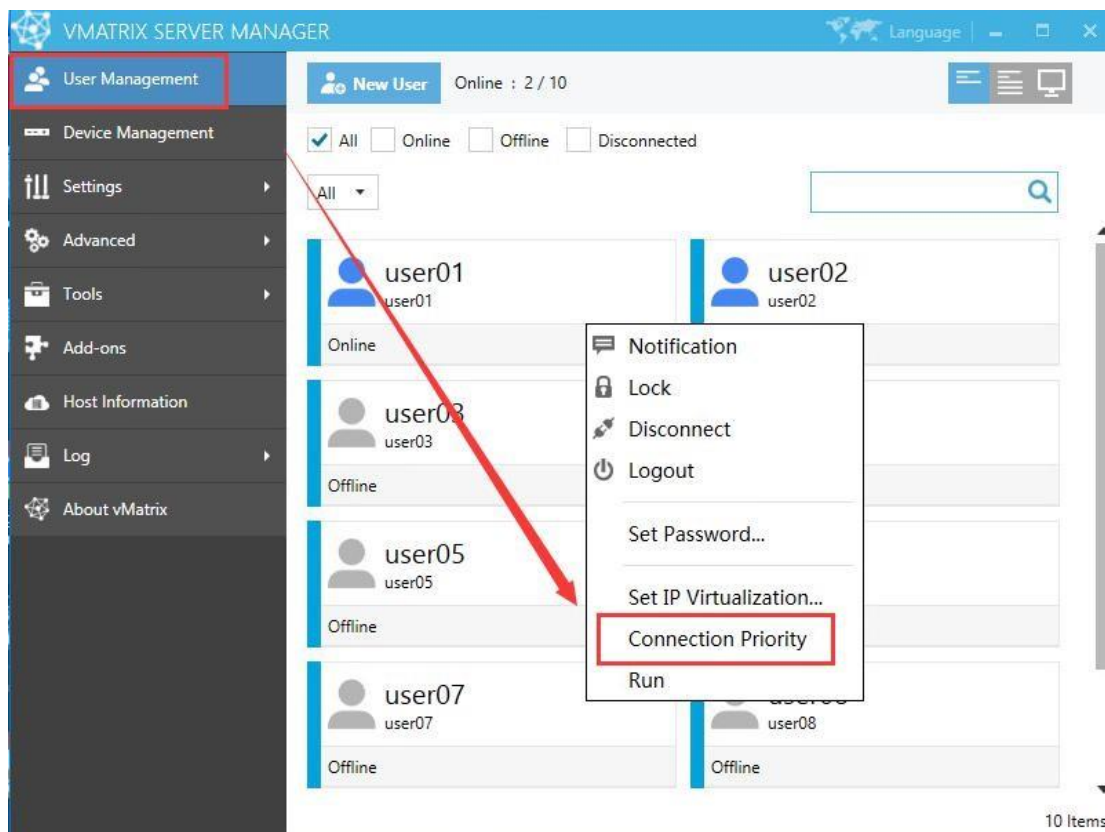 VMATRIX SERVER MANAGER
Language
User Management
Device Management
Settings
Advanced
Tools
Add-ons
Host Information
Log
About vMatrix
New User
Online : 2 / 10
All Online Offline Disconnected
All
user01
user01
Online
user02
user02
user03
user03
Offline
user05
user05
Offline
user07
user07
Offline
user08
Offline
Notification
Lock
Disconnect
Logout
Set Password...
Set IP Virtualization...
Connection Priority
Run
10 Items